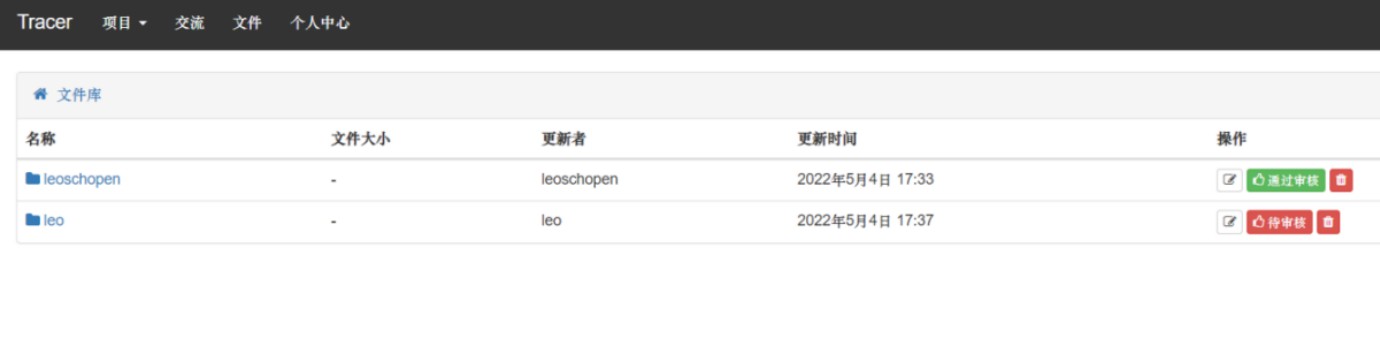 Tracer 项目 交流 文件 个人中心
文件库
名称 文件大小 更新者 更新时间 操作
leoschopen - leoschopen 2022年5月4日 17:33 通过审核
leo - leo 2022年5月4日 17:37 待审核